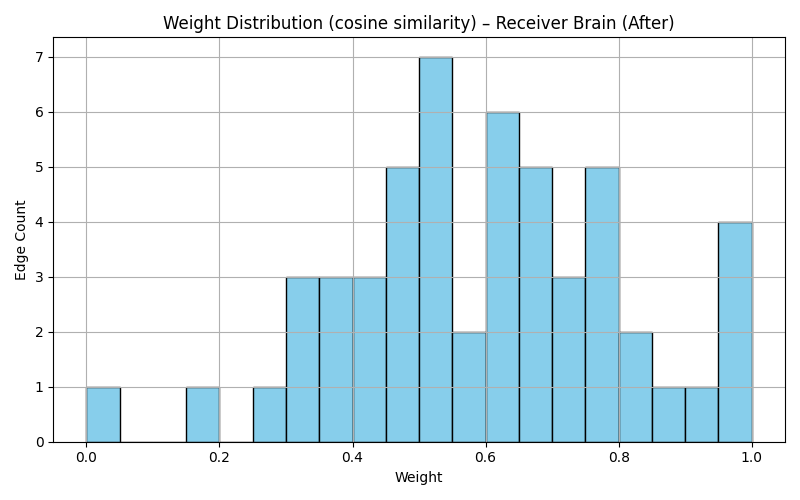 Weight Distribution (cosine similarity) – Receiver Brain (After)
7
6
5
4
3
2
1
0
Edge Count
0.0 0.2 0.4 0.6 0.8 1.0
Weight